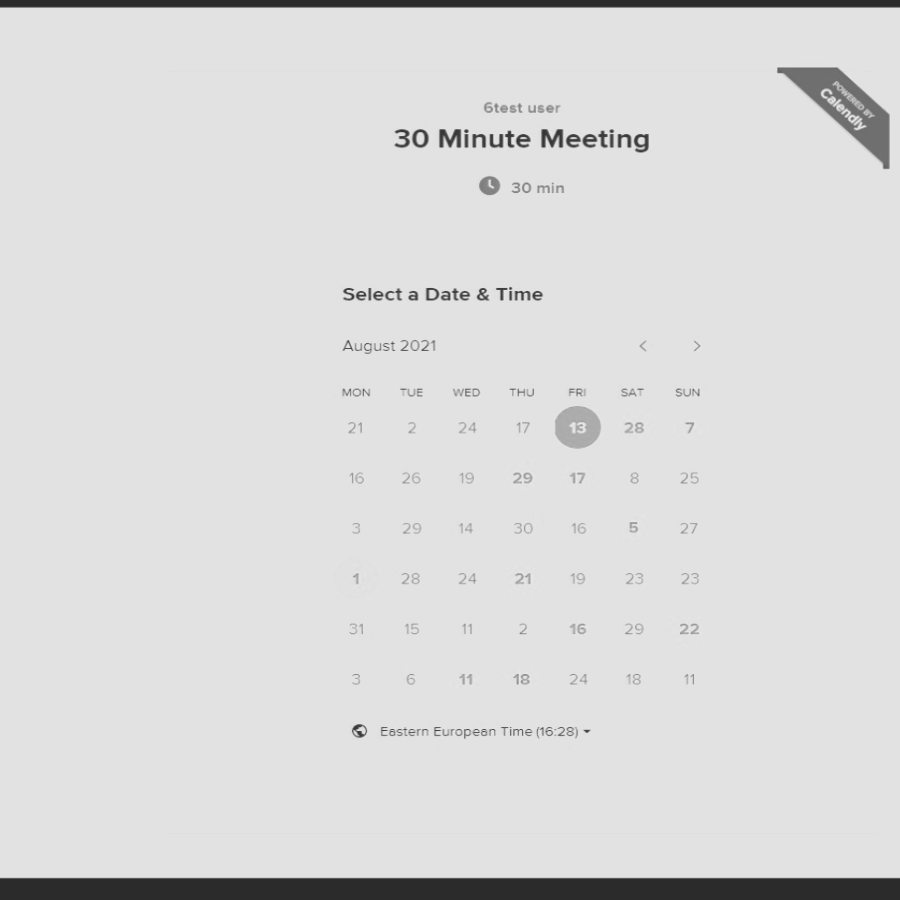 POWERED BY
Calendly
6test user
30 Minute Meeting
30 min
Select a Date & Time
August 2021
MON TUE WED THU FRI SAT SUN
21 2 24 17 13 28 7
16 26 19 29 17 8 25
3 29 14 30 16 5 27
1 28 24 21 19 23 23
31 15 11 2 16 29 22
3 6 11 18 24 18 11
Eastern European Time (16:28)